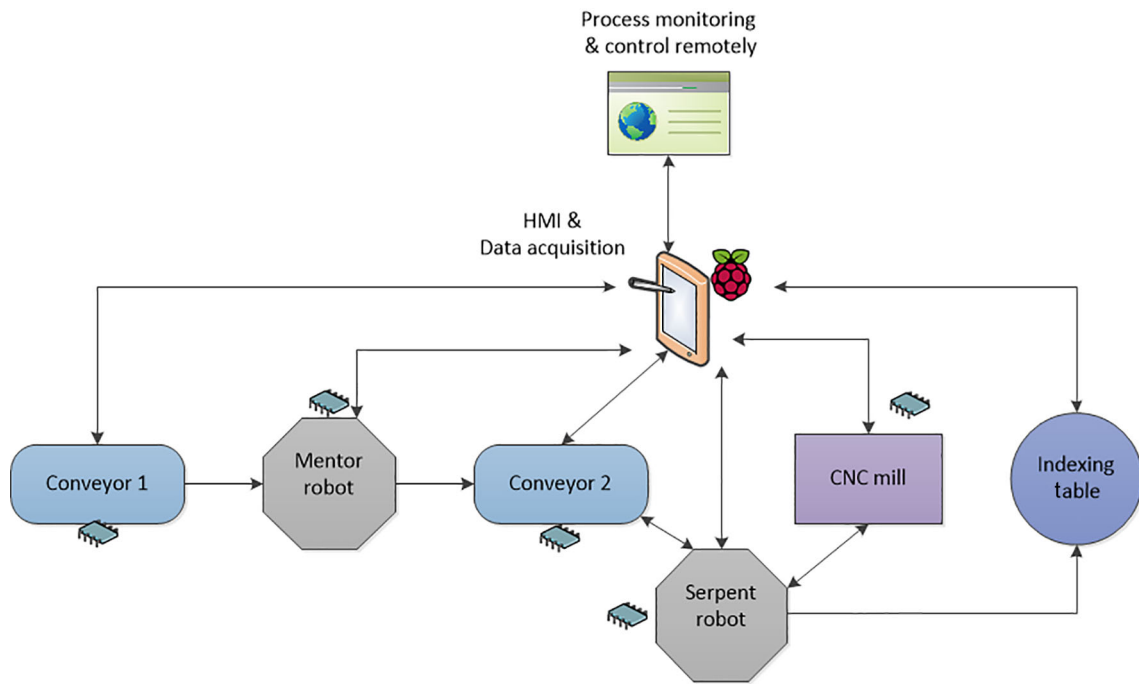 Process monitoring
& control remotely
HMI &
Data acquisition
Conveyor 1
Mentor
robot
Conveyor 2
CNC mill
Indexing
table
Serpent
robot